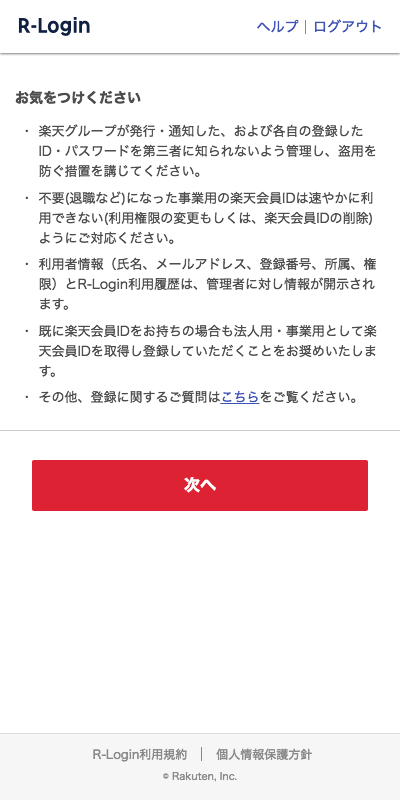 R-Login
ヘルプ｜ログアウト
お気をつけください
・ 楽天グループが発行・通知した、および各自の登録した
ID・パスワードを第三者に知られないよう管理し、盗用を
防ぐ措置を講じてください。
・ 不要(退職など)になった事業用の楽天会員IDは速やかに利
用できない(利用権限の変更もしくは、楽天会員IDの削除)
ようにご対応ください。
・ 利用者情報（氏名、メールアドレス、登録番号、所属、権
限）とR-Login利用履歴は、管理者に対し情報が開示され
ます。
・ 既に楽天会員IDをお持ちの場合も法人用・事業用として楽
天会員IDを取得し登録していただくことをお奨めいたしま
す。
・ その他、登録に関するご質問はこちらをご覧ください。
次へ
R-Login利用規約｜個人情報保護方針
© Rakuten, Inc.